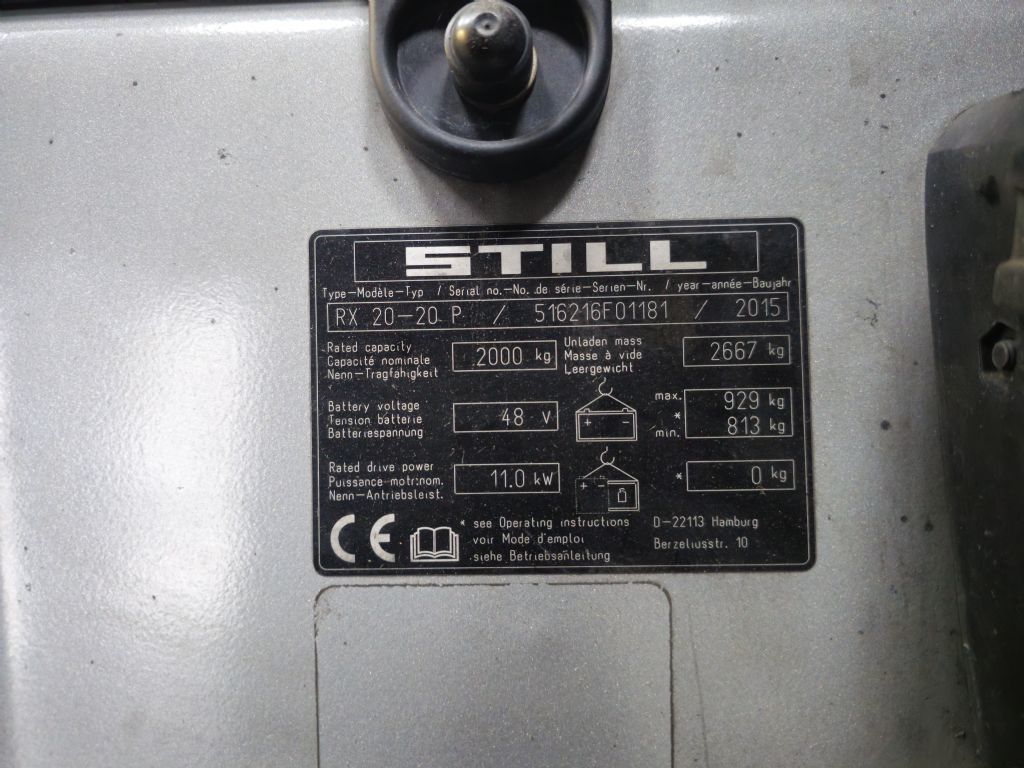 STILL
Type-Modèle-Typ / Serial no.-No. de série-Serien-Nr. / year-année-Baujahr
RX 20-20 P / 516216F01181 / 2015
Rated capacity
Capacité nominale
Nenn-Tragfähigkeit
2000 kg
Unladen mass
Masse à vide
Leergewicht
2667 kg
Battery voltage
Tension batterie
Batteriespannung
48 V
+ -
max. 929 kg
*
min. 813 kg
Rated drive power
Puissance motr.nom.
Nenn-Antriebsleist.
11.0 kW
+ -
* 0 kg
CE
* see Operating instructions
voir Mode d'emploi
siehe Betriebsanleitung
D-22113 Hamburg
Berzeliusstr. 10